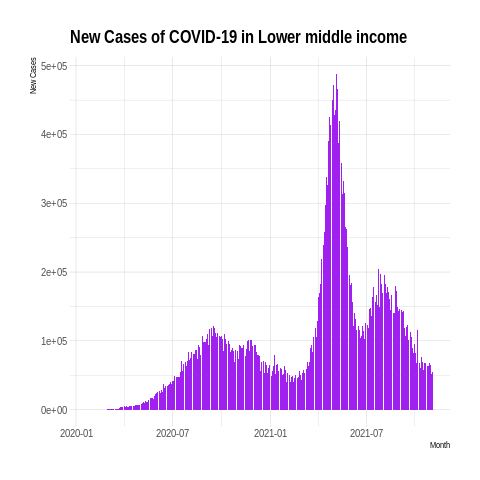 New Cases of COVID-19 in Lower middle income
New Cases
5e+05
4e+05
3e+05
2e+05
1e+05
0e+00
2020-01
2020-07
2021-01
2021-07
Month